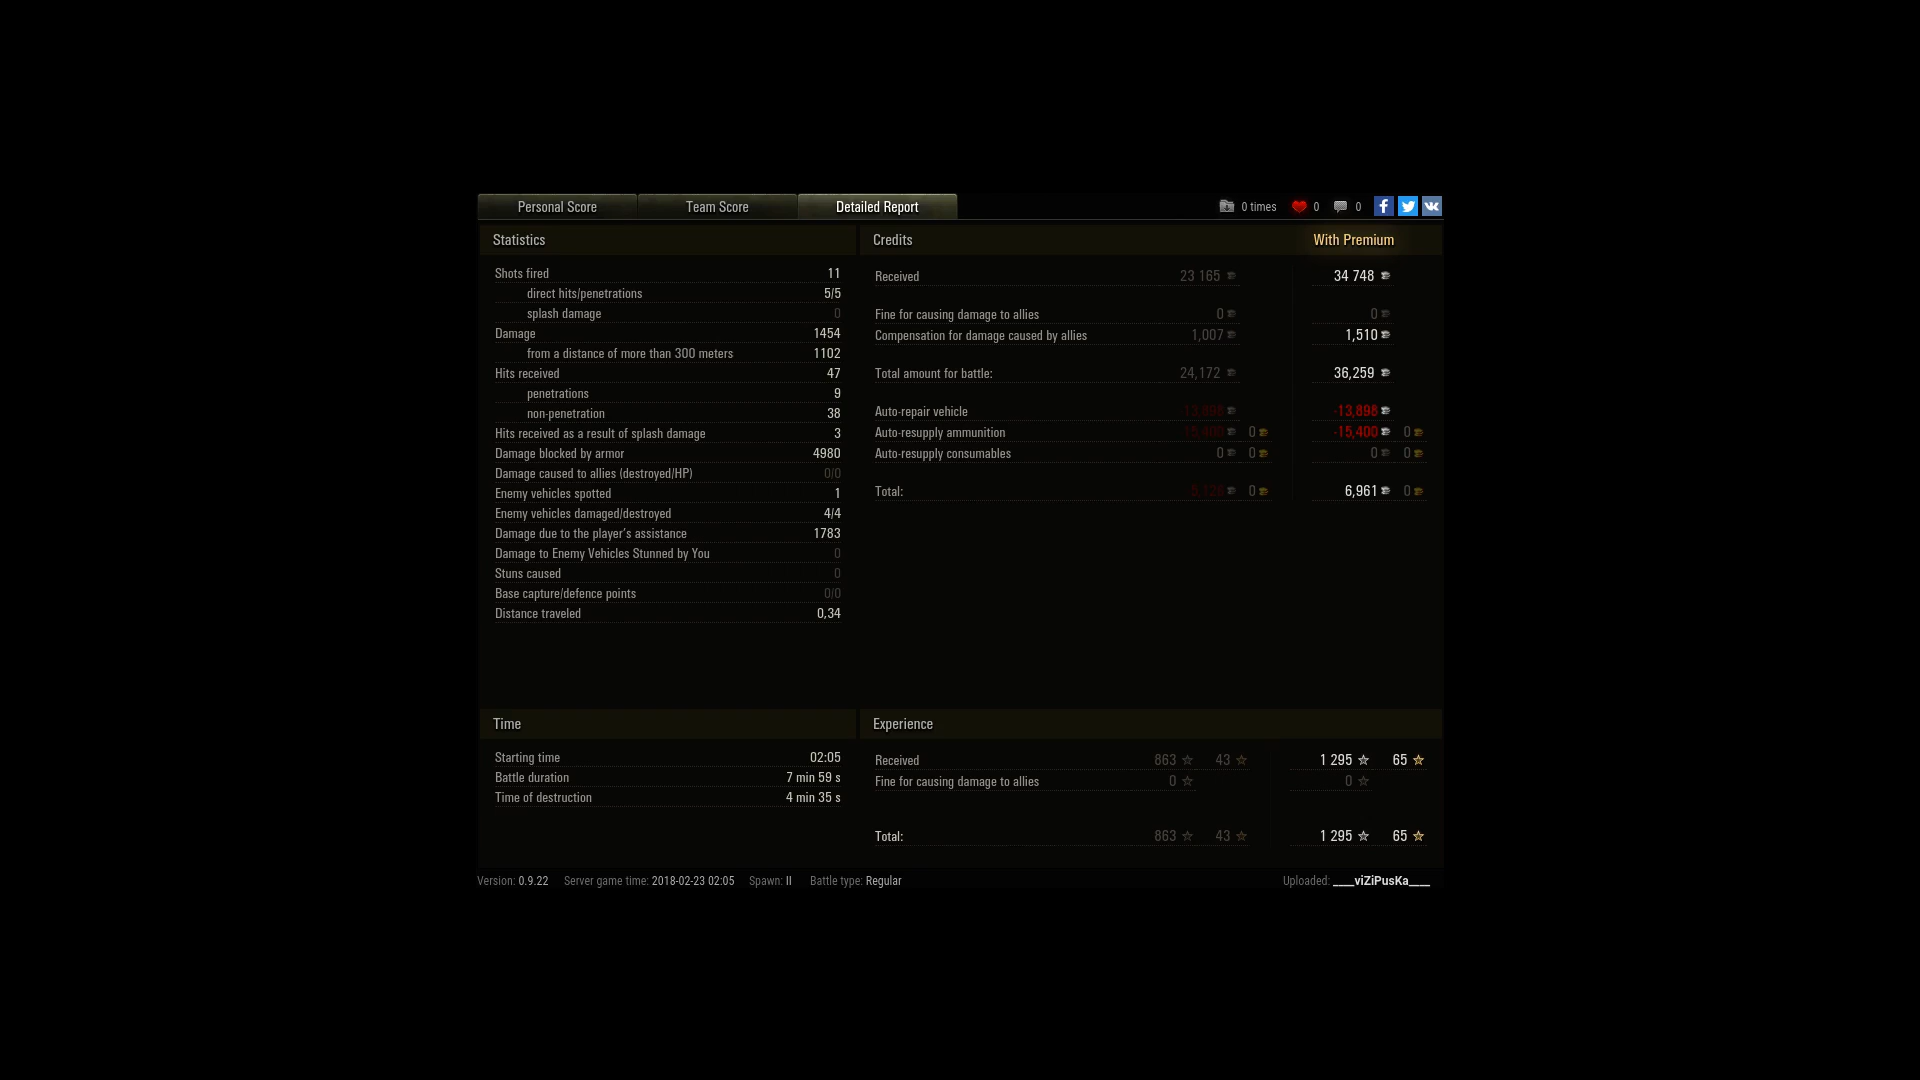 Personal Score Team Score Detailed Report 0 times 0 0
Statistics
Shots fired 11
direct hits/penetrations 5/5
splash damage 0
Damage 1454
from a distance of more than 300 meters 1102
Hits received 47
penetrations 9
non-penetration 38
Hits received as a result of splash damage 3
Damage blocked by armor 4980
Damage caused to allies (destroyed/HP) 0/0
Enemy vehicles spotted 1
Enemy vehicles damaged/destroyed 4/4
Damage due to the player's assistance 1783
Damage to Enemy Vehicles Stunned by You 0
Stuns caused 0
Base capture/defence points 0/0
Distance traveled 0,34
Credits With Premium
Received 23 165 34 748
Fine for causing damage to allies 0 0
Compensation for damage caused by allies 1,007 1,510
Total amount for battle: 24,172 36,259
Auto-repair vehicle 13,898 -13,898
Auto-resupply ammunition 15,400 0 -15,400 0
Auto-resupply consumables 0 0 0 0
Total: 0 6,961 0
Time
Starting time 02:05
Battle duration 7 min 59 s
Time of destruction 4 min 35 s
Experience
Received 863 43 1 295 65
Fine for causing damage to allies 0 0
Total: 863 43 1 295 65
Version: 0.9.22 Server game time: 2018-02-23 02:05 Spawn: II Battle type: Regular Uploaded: ____viZiPusKa____